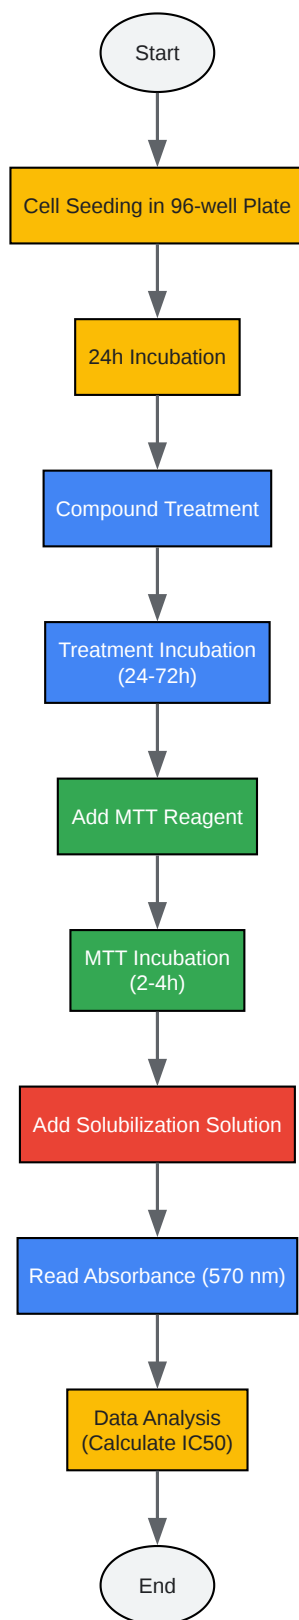 Start
Cell Seeding in 96-well Plate
24h Incubation
Compound Treatment
Treatment Incubation
(24-72h)
Add MTT Reagent
MTT Incubation
(2-4h)
Add Solubilization Solution
Read Absorbance (570 nm)
Data Analysis
(Calculate IC50)
End